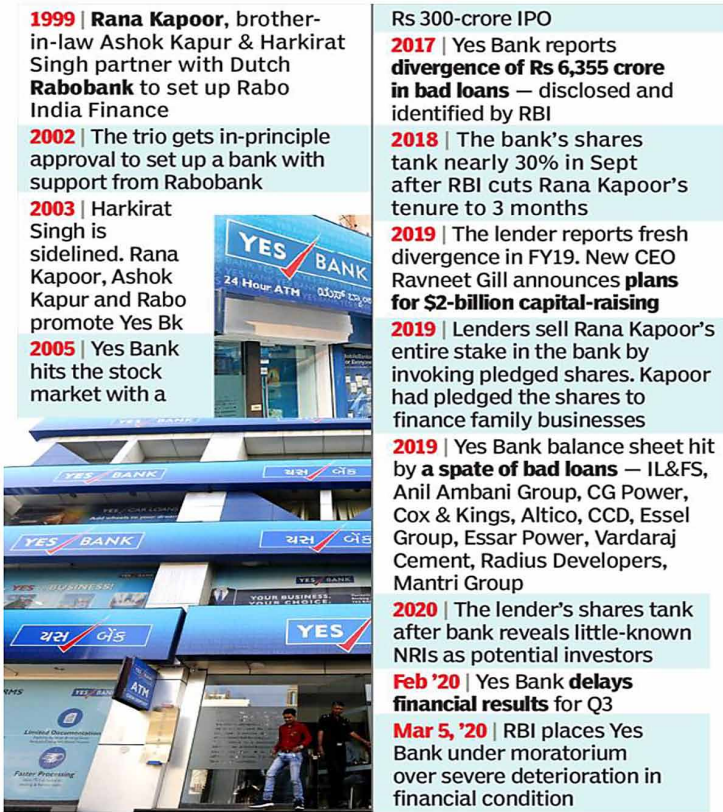 1999 | Rana Kapoor, brother-
in-law Ashok Kapur & Harkirat
Singh partner with Dutch
Rabobank to set up Rabo
India Finance
2002 | The trio gets in-principle
approval to set up a bank with
support from Rabobank
2003 | Harkirat
Singh is
sidelined. Rana
Kapoor, Ashok
Kapur and Rabo
promote Yes Bk
2005 | Yes Bank
hits the stock
market with a
Rs 300-crore IPO
2017 | Yes Bank reports
divergence of Rs 6,355 crore
in bad loans — disclosed and
identified by RBI
2018 | The bank's shares
tank nearly 30% in Sept
after RBI cuts Rana Kapoor's
tenure to 3 months
2019 | The lender reports fresh
divergence in FY19. New CEO
Ravneet Gill announces plans
for $2-billion capital-raising
2019 | Lenders sell Rana Kapoor's
entire stake in the bank by
invoking pledged shares. Kapoor
had pledged the shares to
finance family businesses
2019 | Yes Bank balance sheet hit
by a spate of bad loans — IL&FS,
Anil Ambani Group, CG Power,
Cox & Kings, Altico, CCD, Essel
Group, Essar Power, Vardaraj
Cement, Radius Developers,
Mantri Group
2020 | The lender's shares tank
after bank reveals little-known
NRIs as potential investors
Feb '20 | Yes Bank delays
financial results for Q3
Mar 5, '20 | RBI places Yes
Bank under moratorium
over severe deterioration in
financial condition
YES BANK
24 Hour ATM
YES BANK
YES BANK
યસ બેંક
YES BANK
યસ બેંક
YES BUSINESS!
YES BANK
YOUR BUSINESS.
YOUR CHOICE.
યસ બેંક
YES
YES BANK
ATM
Limited Documentation
Faster Processing